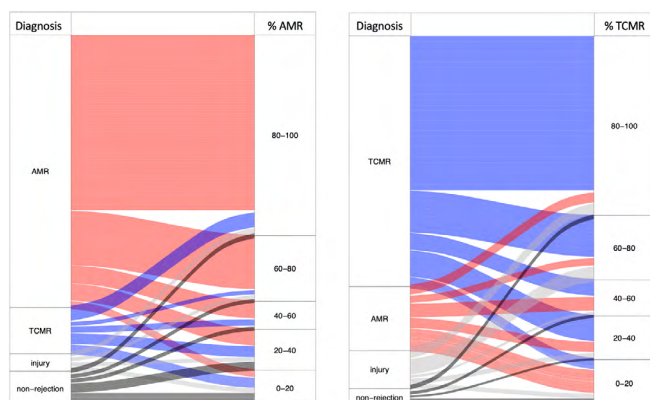 Diagnosis % AMR
80-100
AMR
60-80
40-60
TCMR
20-40
injury
non-rejection
0-20
Diagnosis % TCMR
80-100
TCMR
60-80
40-60
AMR
20-40
injury
0-20
non-rejection